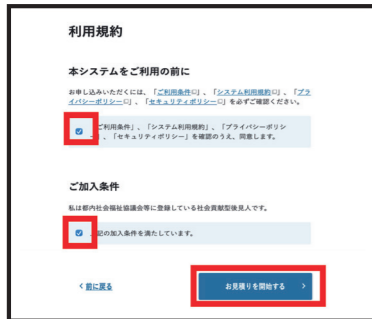 利用規約
本システムをご利用の前に
お申し込みいただくには、「ご利用条件」、「システム利用規約」、「プラ
イバシーポリシー」、「セキュリティポリシー」を必ずご確認ください。
ご利用条件」、「システム利用規約」、「プライバシーポリシ
」、「セキュリティポリシー」を確認のうえ、同意します。
ご加入条件
私は都内社会福祉協議会等に登録している社会貢献型後見人です。
記の加入条件を満たしています。
< 前に戻る
お見積りを開始する >